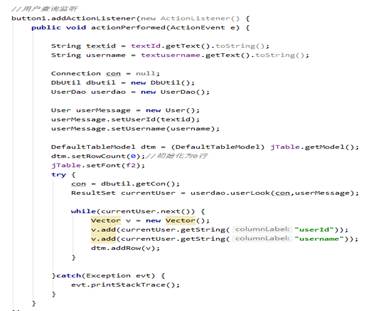 //用户查询监听
button1.addActionListener(new ActionListener() {
public void actionPerformed(ActionEvent e) {
String textid = textId.getText().toString();
String username = textusername.getText().toString();
Connection con = null;
DbUtil dbutil = new DbUtil();
UserDao userdao = new UserDao();
User userMessage = new User();
userMessage.setUserId(textid);
userMessage.setUsername(username);
DefaultTableModel dtm = (DefaultTableModel) jTable.getModel();
dtm.setRowCount(0);//初始化为0行
jTable.setFont(f2);
try {
con = dbutil.getCon();
ResultSet currentUser = userdao.userLook(con,userMessage);
while(currentUser.next()) {
Vector v = new Vector();
v.add(currentUser.getString( columnLabel: "userId"));
v.add(currentUser.getString( columnLabel: "username"));
dtm.addRow(v);
}
}catch(Exception evt) {
evt.printStackTrace();
}
}